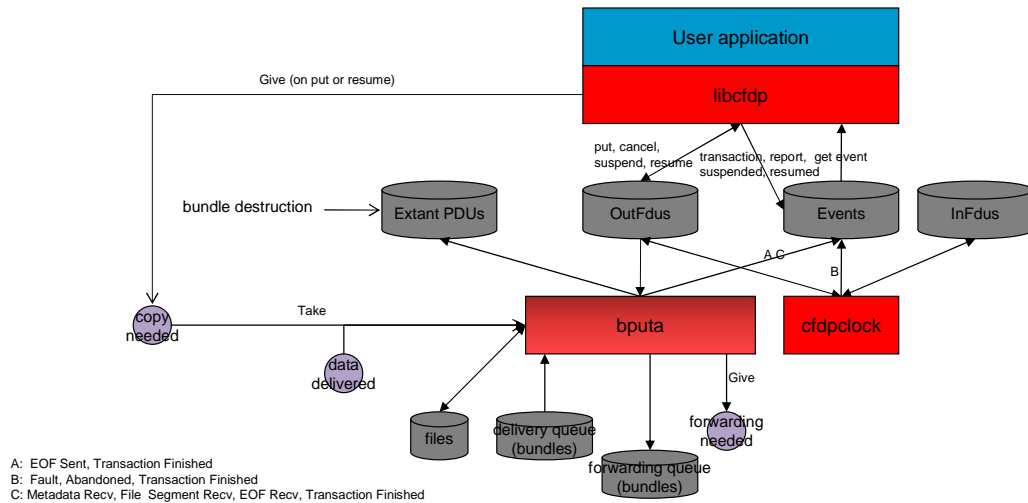 User application
Give (on put or resume)
libcfdp
put, cancel,
suspend, resume
transaction, report,
suspended, resumed
get event
bundle destruction
Extant PDUs
OutFdus
Events
InFdus
A C
B
copy
needed
Take
bputa
cfdpclock
data
delivered
Give
files
delivery queue
(bundles)
forwarding
needed
forwarding queue
(bundles)
A: EOF Sent, Transaction Finished
B: Fault, Abandoned, Transaction Finished
C: Metadata Recv, File Segment Recv, EOF Recv, Transaction Finished